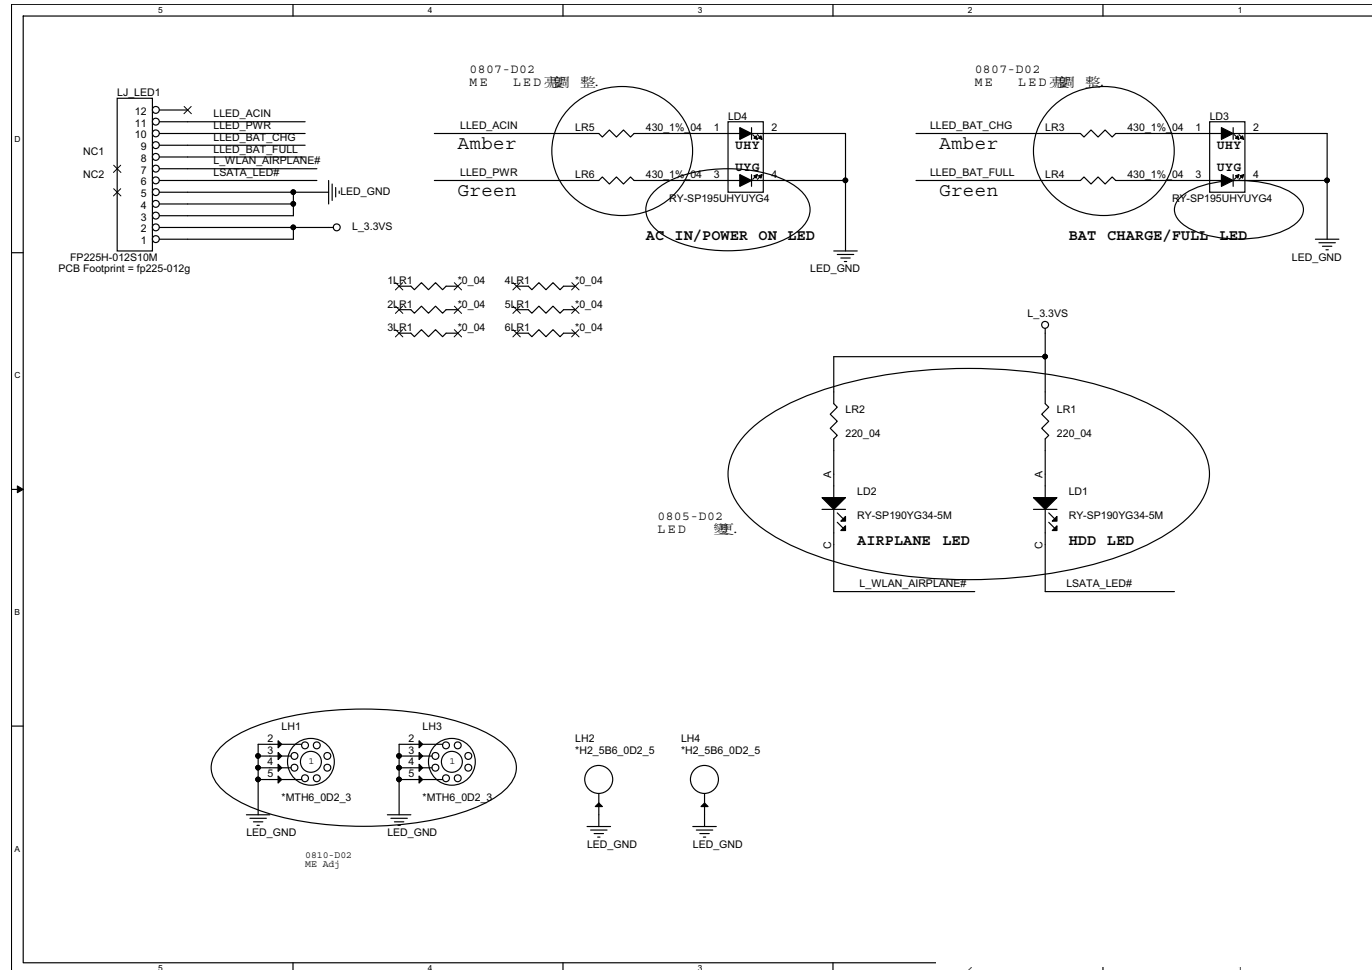 5 4 3 2 1
D
C
B
A
0807-D02
ME LED 調 整.
0807-D02
ME LED 調 整.
LJ_LED1
12
11 LLED_ACIN
10 LLED_PWR
9 LLED_BAT_CHG
8 LLED_BAT_FULL
7 L_WLAN_AIRPLANE#
6 LSATA_LED#
5
4
3
2
1
NC1
NC2
LED_GND
L_3.3VS
FP225H-012S10M
PCB Footprint = fp225-012g
LLED_ACIN LR5 430_1%_04 1 LD4 2
Amber
UHY
UYG
LLED_PWR LR6 430_1%_04 3 4
Green
RY-SP195UHYUYG4
AC IN/POWER ON LED
LED_GND
LLED_BAT_CHG LR3 430_1%_04 1 LD3 2
Amber
UHY
UYG
LLED_BAT_FULL LR4 430_1%_04 3 4
Green
RY-SP195UHYUYG4
BAT CHARGE/FULL LED
LED_GND
1LR1 *0_04 4LR1 *0_04
2LR1 *0_04 5LR1 *0_04
3LR1 *0_04 6LR1 *0_04
L_3.3VS
LR2
220_04
LR1
220_04
A
A
LD2
RY-SP190YG34-5M
LD1
RY-SP190YG34-5M
C
AIRPLANE LED
C
HDD LED
0805-D02
LED 更.
L_WLAN_AIRPLANE#
LSATA_LED#
LH1
2
3
4
5
1
*MTH6_0D2_3
LED_GND
LH3
2
3
4
5
1
*MTH6_0D2_3
LED_GND
0810-D02
ME Adj
LH2
*H2_5B6_0D2_5
LED_GND
LH4
*H2_5B6_0D2_5
LED_GND
5 4 3